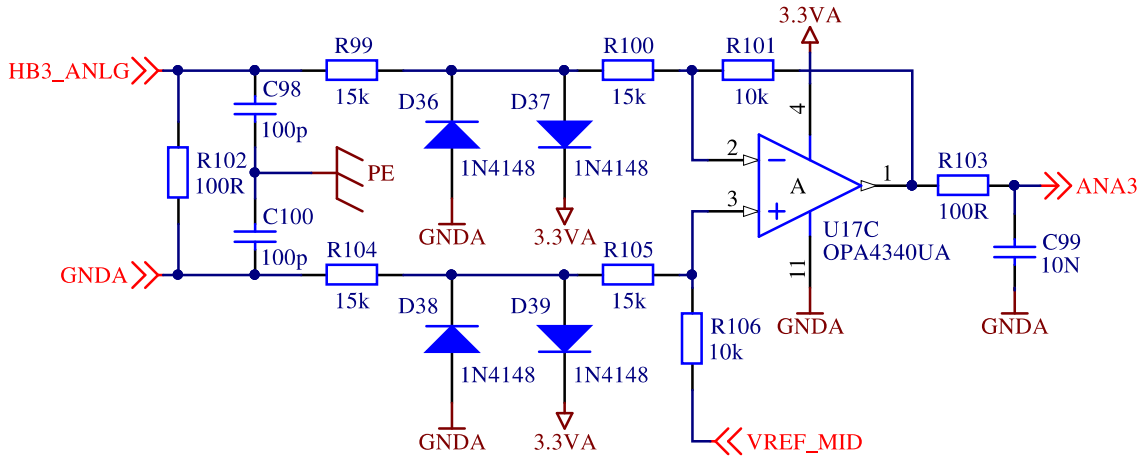 3.3VA
R99
R100
R101
HB3_ANLG
C98
15k
D36
D37
15k
10k
4
100p
R102
100R
PE
1N4148
1N4148
2
A
1
R103
ANA3
3
100R
C100
GNDA
3.3VA
U17C
OPA4340UA
C99
10N
100p
R104
R105
GNDA
11
15k
D38
D39
15k
R106
10k
GNDA
GNDA
1N4148
1N4148
GNDA
3.3VA
VREF_MID